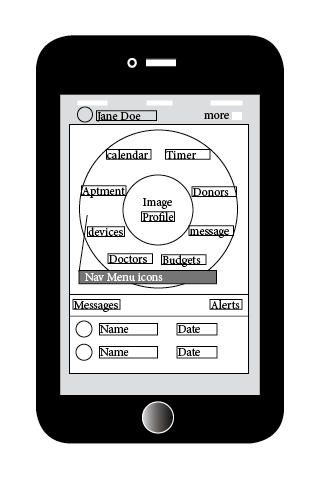 Jane Doe more
calendar Timer
Aptment Donors
Image
Profile
devices message
Doctors Budgets
Nav Menu icons
Messages Alerts
Name Date
Name Date